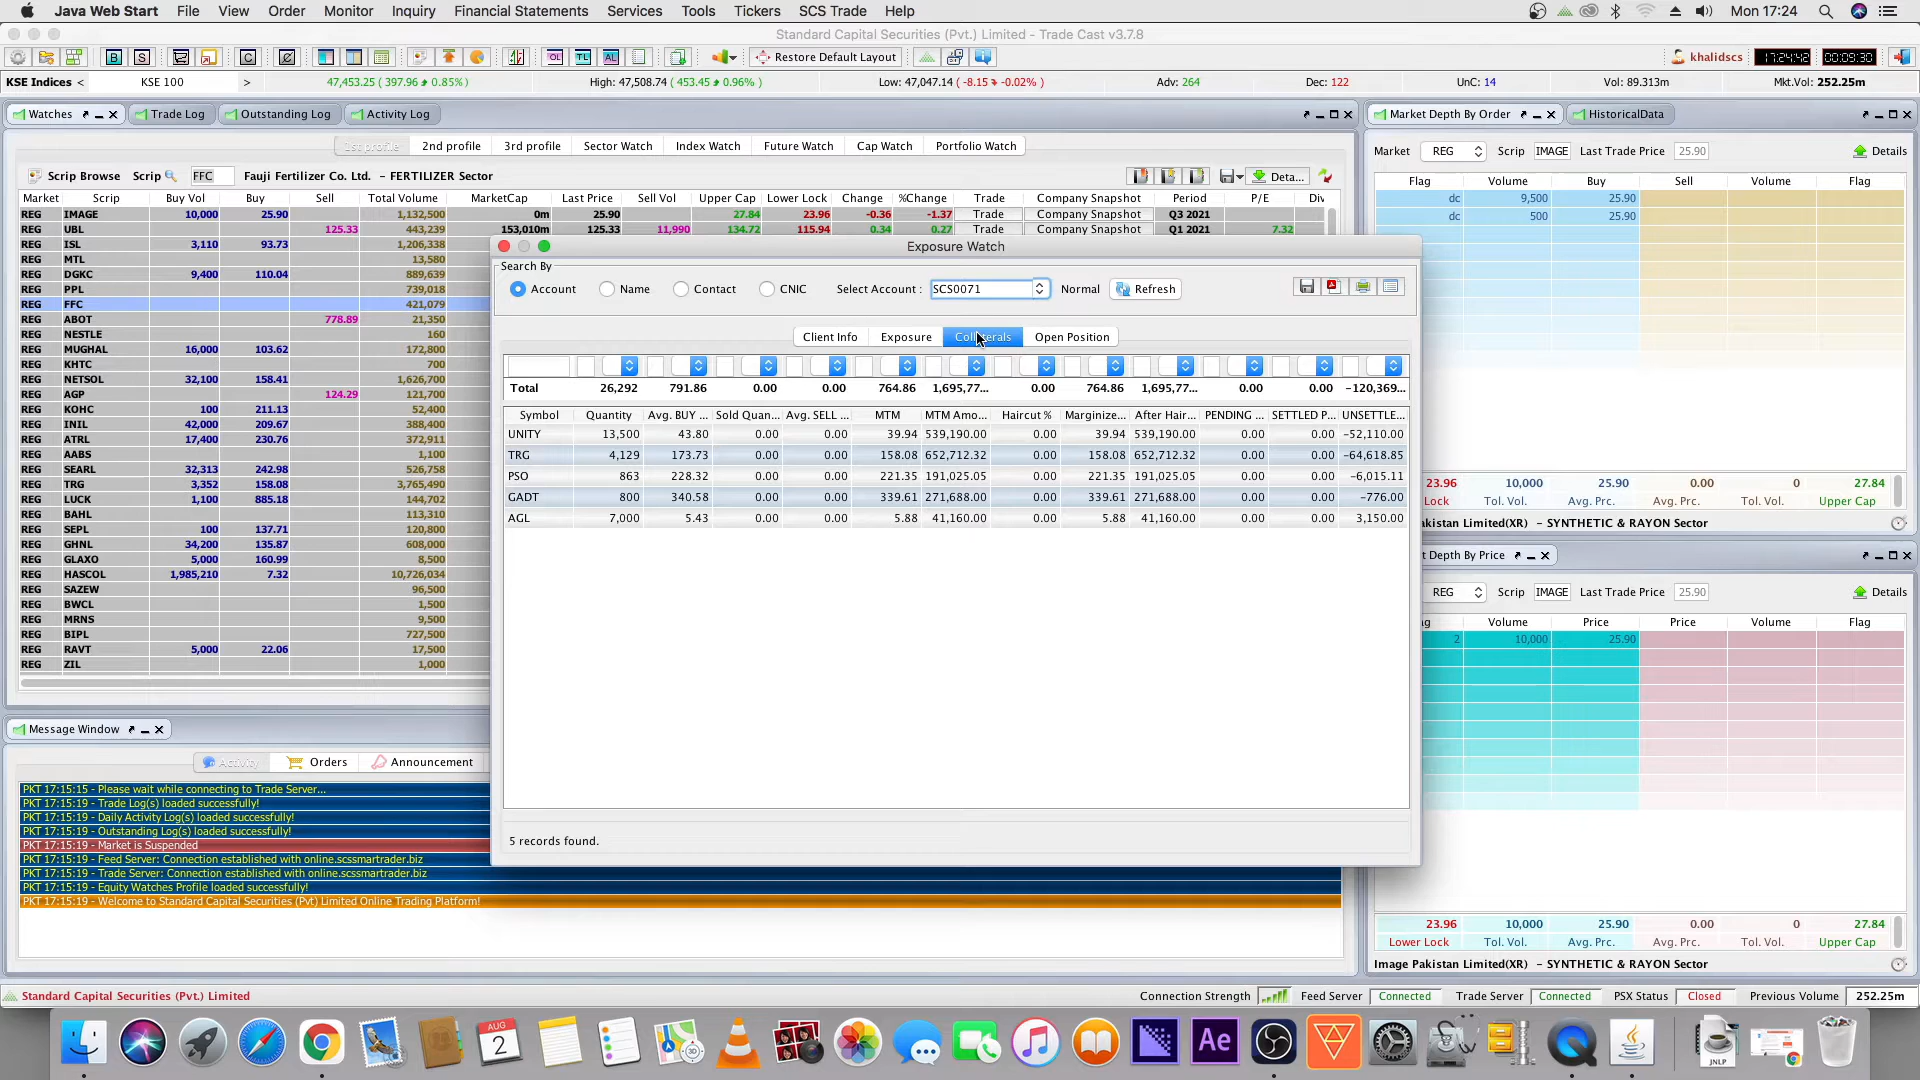 Java Web Start File View Order Monitor Inquiry Financial Statements Services Tools Tickers SCS Trade Help Mon 17:24
Standard Capital Securities (Pvt.) Limited - Trade Cast v3.7.8
B S C OL TL AL Restore Default Layout khalidscs 17:24:42 00:09:30
KSE Indices < KSE 100 > 47,453.25 ( 397.96 0.85% ) High: 47,508.74 ( 453.45 0.96% ) Low: 47,047.14 ( -8.15 -0.02% ) Adv: 264 Dec: 122 UnC: 14 Vol: 89.313m Mkt.Vol: 252.25m
Watches Trade Log Outstanding Log Activity Log
1st profile 2nd profile 3rd profile Sector Watch Index Watch Future Watch Cap Watch Portfolio Watch
Scrip Browse Scrip FFC Fauji Fertilizer Co. Ltd. - FERTILIZER Sector Deta...
Market Scrip Buy Vol Buy Sell Total Volume MarketCap Last Price Sell Vol Upper Cap Lower Lock Change %Change Trade Company Snapshot Period P/E Div
REG IMAGE 10,000 25.90 1,132,500 0m 25.90 27.84 23.96 -0.36 -1.37 Trade Company Snapshot Q3 2021
REG UBL 125.33 443,239 153,010m 125.33 11,990 134.72 115.94 0.34 0.27 Trade Company Snapshot Q1 2021 7.32
REG ISL 3,110 93.73 1,206,338
REG MTL 13,580
REG DGKC 9,400 110.04 889,639
REG PPL 739,018
REG FFC 421,079
REG ABOT 778.89 21,350
REG NESTLE 160
REG MUGHAL 16,000 103.62 172,800
REG KHTC 700
REG NETSOL 32,100 158.41 1,626,700
REG AGP 124.29 121,700
REG KOHC 100 211.13 52,400
REG INIL 42,000 209.67 388,400
REG ATRL 17,400 230.76 372,911
REG AABS 1,100
REG SEARL 32,313 242.98 526,758
REG TRG 3,352 158.08 3,765,490
REG LUCK 1,100 885.18 144,702
REG BAHL 113,310
REG SEPL 100 137.71 120,800
REG GHNL 34,200 135.87 608,000
REG GLAXO 5,000 160.99 8,500
REG HASCOL 1,985,210 7.32 10,726,034
REG SAZEW 96,500
REG BWCL 1,500
REG MRNS 9,500
REG BIPL 727,500
REG RAVT 5,000 22.06 17,500
REG ZIL 1,000
Exposure Watch
Search By
Account Name Contact CNIC Select Account : SCS0071 Normal Refresh
Client Info Exposure Collaterals Open Position
Total 26,292 791.86 0.00 0.00 764.86 1,695,77... 0.00 764.86 1,695,77... 0.00 0.00 -120,369...
Symbol Quantity Avg. BUY ... Sold Quan... Avg. SELL ... MTM MTM Amo... Haircut % Marginize... After Hair... PENDING ... SETTLED P... UNSETTLE...
UNITY 13,500 43.80 0.00 0.00 39.94 539,190.00 0.00 39.94 539,190.00 0.00 0.00 -52,110.00
TRG 4,129 173.73 0.00 0.00 158.08 652,712.32 0.00 158.08 652,712.32 0.00 0.00 -64,618.85
PSO 863 228.32 0.00 0.00 221.35 191,025.05 0.00 221.35 191,025.05 0.00 0.00 -6,015.11
GADT 800 340.58 0.00 0.00 339.61 271,688.00 0.00 339.61 271,688.00 0.00 0.00 -776.00
AGL 7,000 5.43 0.00 0.00 5.88 41,160.00 0.00 5.88 41,160.00 0.00 0.00 3,150.00
5 records found.
Market Depth By Order HistoricalData
Market REG Scrip IMAGE Last Trade Price 25.90 Details
Flag Volume Buy Sell Volume Flag
dc 9,500 25.90
dc 500 25.90
23.96 10,000 25.90 0.00 0 27.84
Lock Tol. Vol. Avg. Prc. Avg. Prc. Tol. Vol. Upper Cap
akistan Limited(XR) - SYNTHETIC & RAYON Sector
t Depth By Price
REG Scrip IMAGE Last Trade Price 25.90 Details
ag Volume Price Price Volume Flag
2 10,000 25.90
23.96 10,000 25.90 0.00 0 27.84
Lower Lock Tol. Vol. Avg. Prc. Avg. Prc. Tol. Vol. Upper Cap
Image Pakistan Limited(XR) - SYNTHETIC & RAYON Sector
Message Window
Activity Orders Announcement
PKT 17:15:15 - Please wait while connecting to Trade Server...
PKT 17:15:19 - Trade Log(s) loaded successfully!
PKT 17:15:19 - Daily Activity Log(s) loaded successfully!
PKT 17:15:19 - Outstanding Log(s) loaded successfully!
PKT 17:15:19 - Market is Suspended
PKT 17:15:19 - Feed Server: Connection established with online.scssmartrader.biz
PKT 17:15:19 - Trade Server: Connection established with online.scssmartrader.biz
PKT 17:15:19 - Equity Watches Profile loaded successfully!
PKT 17:15:19 - Welcome to Standard Capital Securities (Pvt) Limited Online Trading Platform!
Standard Capital Securities (Pvt.) Limited Connection Strength Feed Server Connected Trade Server Connected PSX Status Closed Previous Volume 252.25m
AUG
2
3D
Ae
JNLP